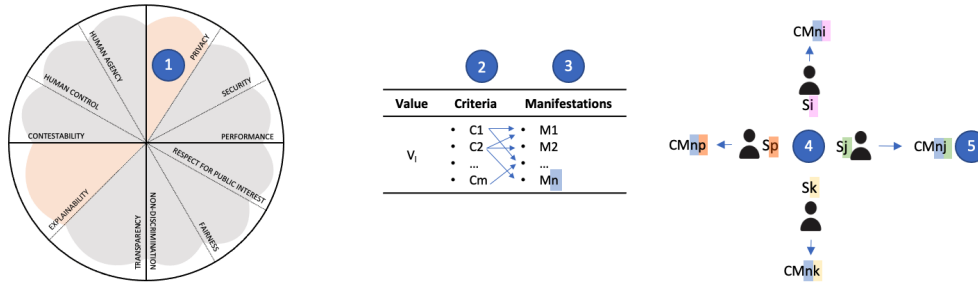 HUMAN AGENCY
PRIVACY
1
HUMAN CONTROL
SECURITY
CONTESTABILITY
PERFORMANCE
EXPLAINABILITY
RESPECT FOR PUBLIC INTEREST
TRANSPARENCY
NON-DISCRIMINATION
FAIRNESS
2
3
Value Criteria Manifestations
• C1 • M1
• C2 • M2
VI
• ... • ...
• Cm • Mn
CMni
Si
CMnp Sp 4 Sj CMnj 5
Sk
CMnk